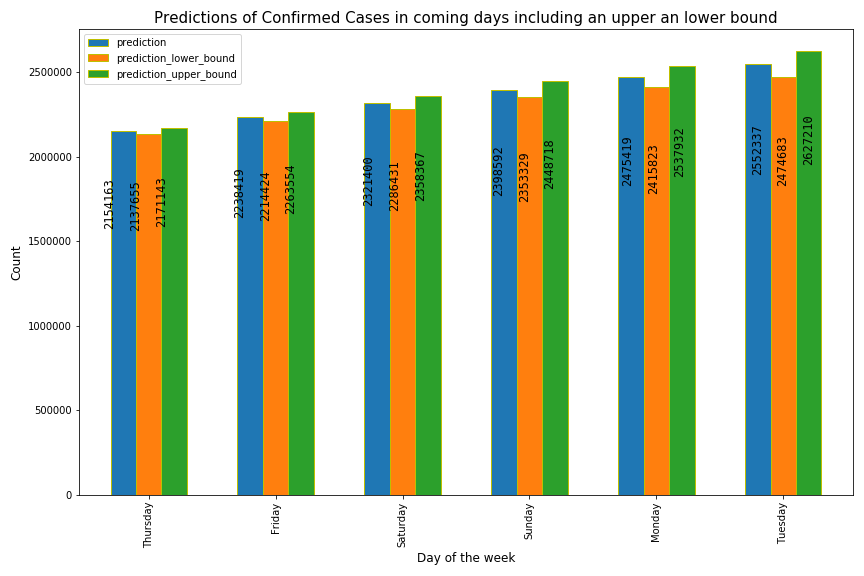 Predictions of Confirmed Cases in coming days including an upper an lower bound
prediction
prediction_lower_bound
prediction_upper_bound
Count
2500000
2000000
1500000
1000000
500000
0
2154163
2137655
2171143
2238419
2214424
2263554
2321400
2286431
2358367
2398592
2353329
2448718
2475419
2415823
2537932
2552337
2474683
2627210
Thursday
Friday
Saturday
Sunday
Monday
Tuesday
Day of the week